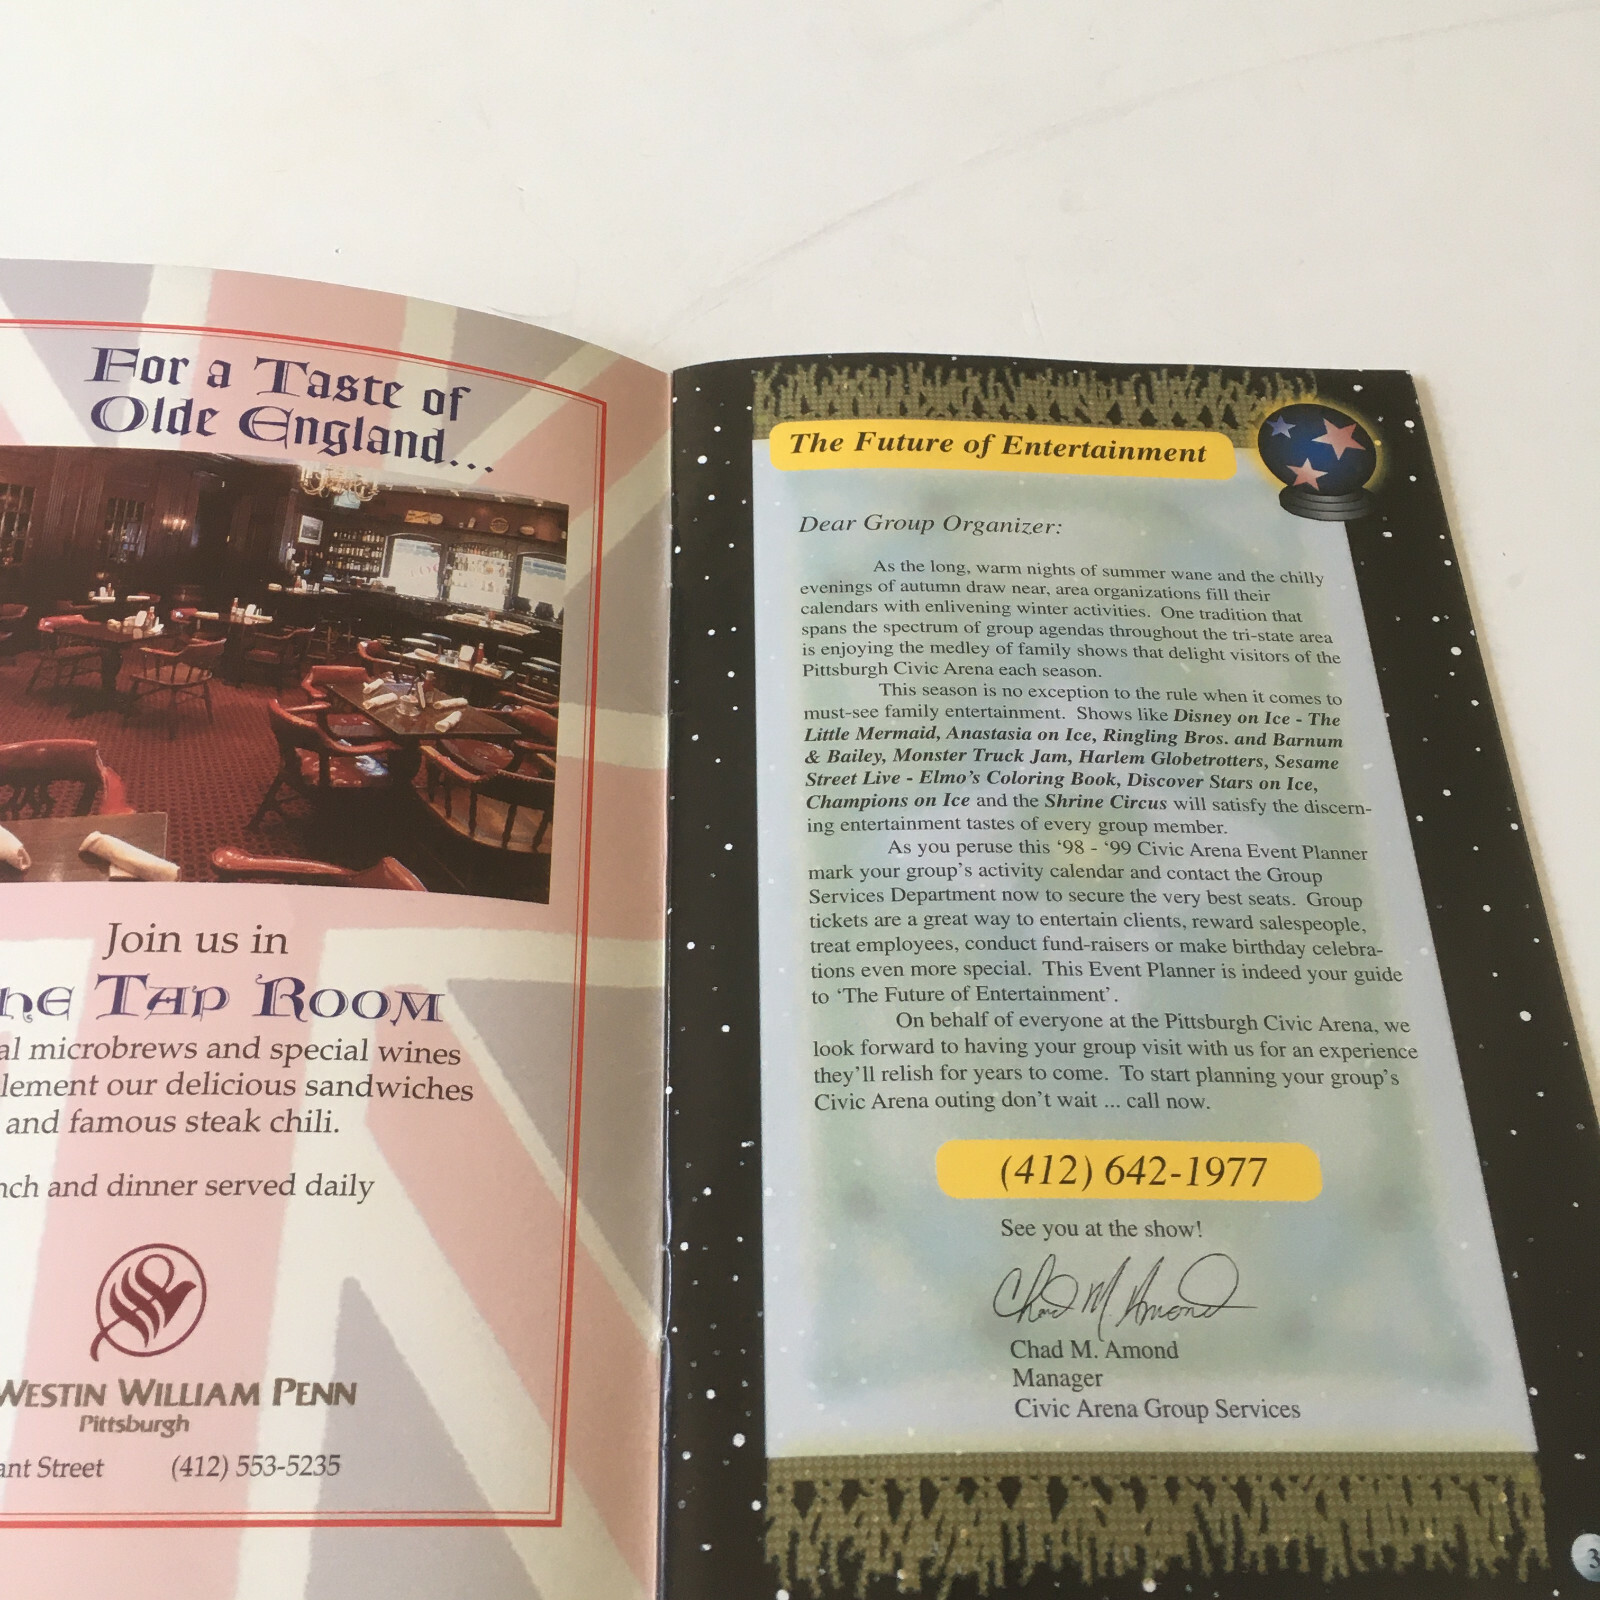 For a Taste of
Olde England...
Join us in
Tap Room
microbrews and special wines
our delicious sandwiches
and famous steak chili.
and dinner served daily
Westin William Penn
Pittsburgh
Street (412) 553-5235
The Future of Entertainment
Dear Group Organizer:
As the long, warm nights of summer wane and the chilly
evenings of autumn draw near, area organizations fill their
calendars with enlivening winter activities. One tradition that
spans the spectrum of group agendas throughout the tri-state area
is enjoying the medley of family shows that delight visitors of the
Pittsburgh Civic Arena each season.
This season is no exception to the rule when it comes to
must-see family entertainment. Shows like Disney on Ice - The
Little Mermaid, Anastasia on Ice, Ringling Bros. and Barnum
& Bailey, Monster Truck Jam, Harlem Globetrotters, Sesame
Street Live - Elmo's Coloring Book, Discover Stars on Ice,
Champions on Ice and the Shrine Circus will satisfy the discern-
ing entertainment tastes of every group member.
As you peruse this '98 - '99 Civic Arena Event Planner
mark your group's activity calendar and contact the Group
Services Department now to secure the very best seats. Group
tickets are a great way to entertain clients, reward salespeople,
treat employees, conduct fund-raisers or make birthday celebra-
tions even more special. This Event Planner is indeed your guide
to 'The Future of Entertainment'.
On behalf of everyone at the Pittsburgh Civic Arena, we
look forward to having your group visit with us for an experience
they'll relish for years to come. To start planning your group's
Civic Arena outing don't wait ... call now.
(412) 642-1977
See you at the show!
Chad M. Amond
Chad M. Amond
Manager
Civic Arena Group Services
3